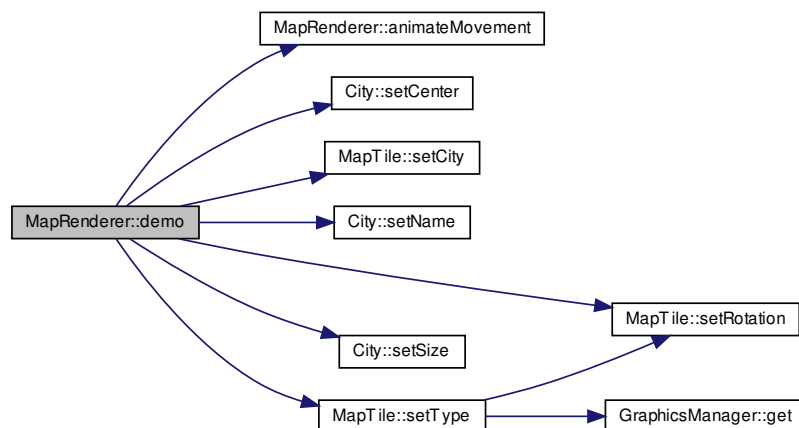 MapRenderer::animateMovement
City::setCenter
MapTile::setCity
MapRenderer::demo
City::setName
MapTile::setRotation
City::setSize
MapTile::setType
GraphicsManager::get